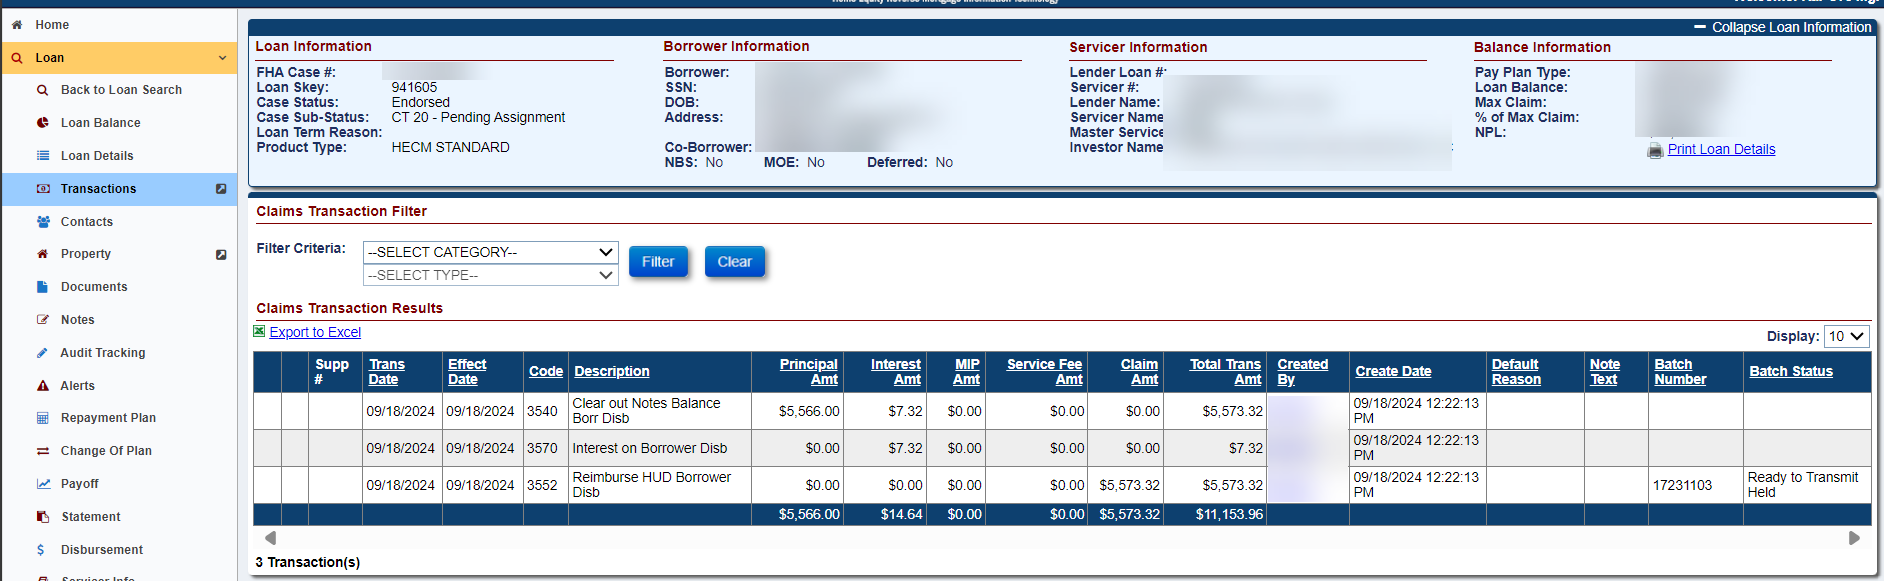 Home Equity Reverse Mortgage Information Technology
Home
Collapse Loan Information
Loan
Back to Loan Search
Loan Balance
Loan Details
Transactions
Contacts
Property
Documents
Notes
Audit Tracking
Alerts
Repayment Plan
Change Of Plan
Payoff
Statement
Disbursement
Servicer Info
Loan Information
FHA Case #:
Loan Skey: 941605
Case Status: Endorsed
Case Sub-Status: CT 20 - Pending Assignment
Loan Term Reason:
Product Type: HECM STANDARD
Borrower Information
Borrower:
SSN:
DOB:
Address:
Co-Borrower:
NBS: No MOE: No Deferred: No
Servicer Information
Lender Loan #:
Servicer #:
Lender Name:
Servicer Name
Master Service
Investor Name
Balance Information
Pay Plan Type:
Loan Balance:
Max Claim:
% of Max Claim:
NPL:
Print Loan Details
Claims Transaction Filter
Filter Criteria: --SELECT CATEGORY--
--SELECT TYPE--
Filter Clear
Claims Transaction Results
Export to Excel
Display: 10
Supp # Trans Date Effect Date Code Description Principal Amt Interest Amt MIP Amt Service Fee Amt Claim Amt Total Trans Amt Created By Create Date Default Reason Note Text Batch Number Batch Status
09/18/2024 09/18/2024 3540 Clear out Notes Balance Borr Disb $5,566.00 $7.32 $0.00 $0.00 $0.00 $5,573.32 09/18/2024 12:22:13 PM
09/18/2024 09/18/2024 3570 Interest on Borrower Disb $0.00 $7.32 $0.00 $0.00 $0.00 $7.32 09/18/2024 12:22:13 PM
09/18/2024 09/18/2024 3552 Reimburse HUD Borrower Disb $0.00 $0.00 $0.00 $0.00 $5,573.32 $5,573.32 09/18/2024 12:22:13 PM 17231103 Ready to Transmit Held
$5,566.00 $14.64 $0.00 $0.00 $5,573.32 $11,153.96
3 Transaction(s)